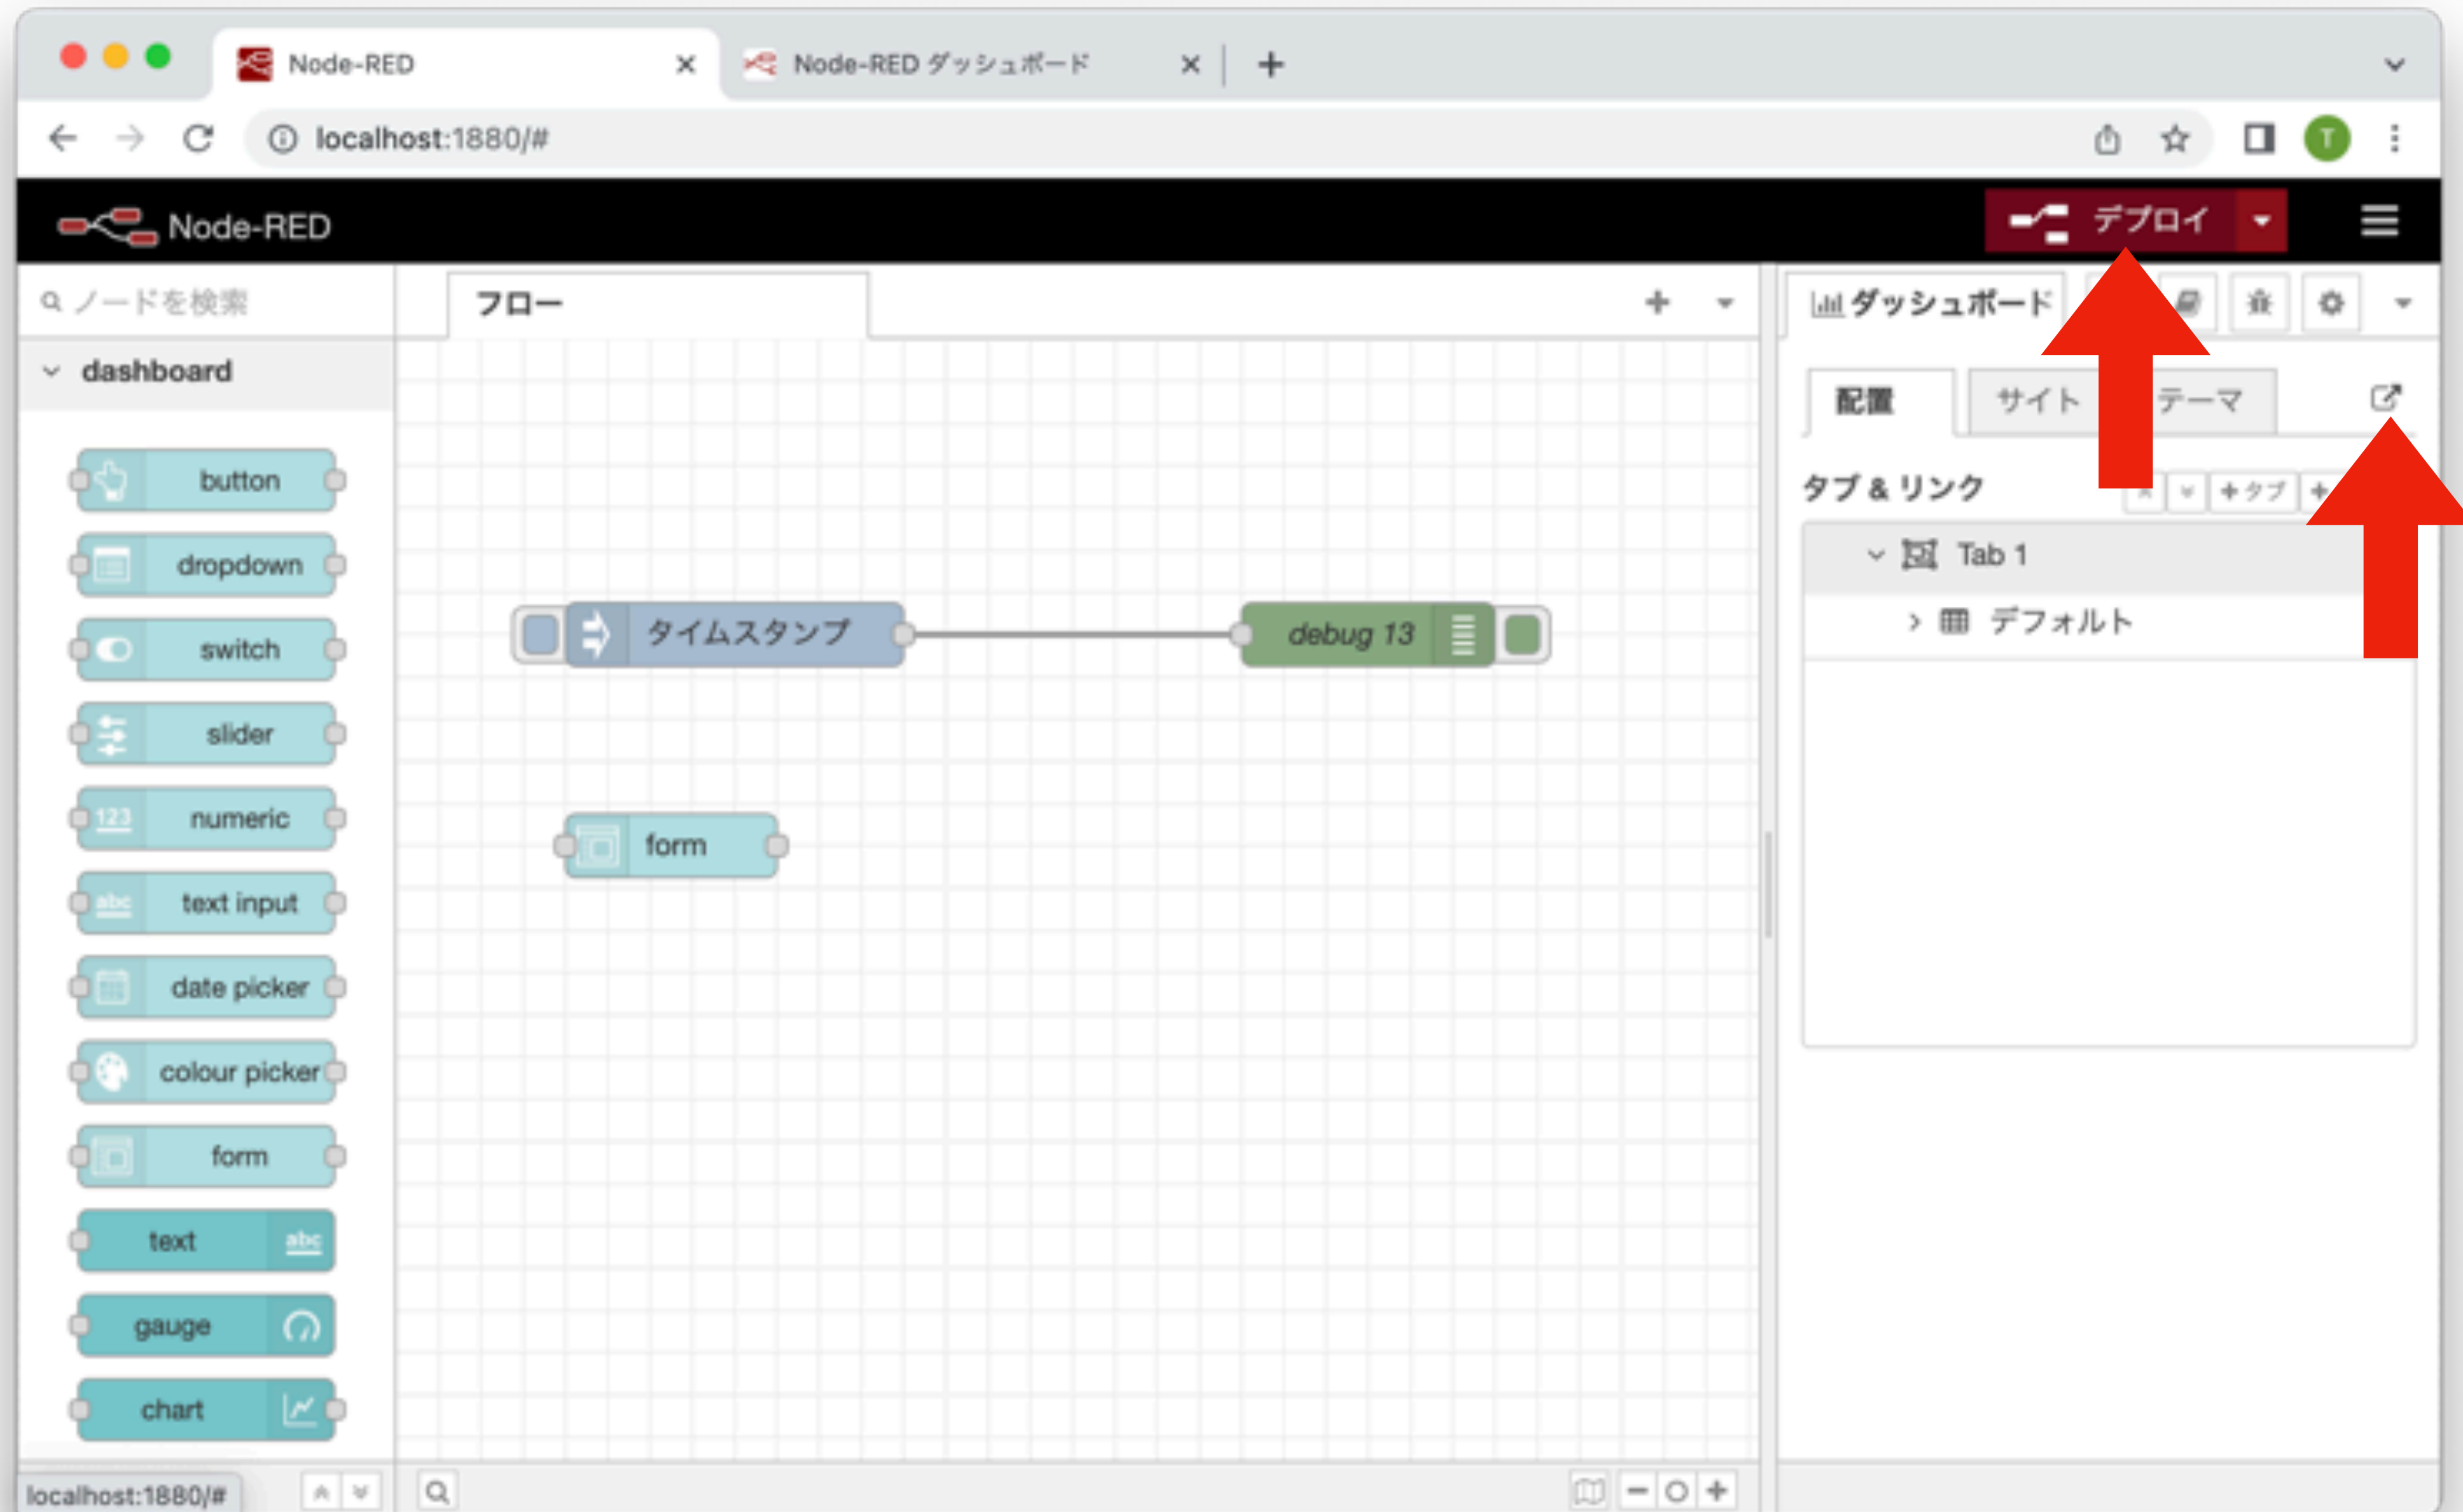 Node-RED
Node-RED ダッシュボード
localhost:1880/#
T
Node-RED
デプロイ
ノードを検索
フロー
ダッシュボード
dashboard
配置
サイト
テーマ
button
タブ & リンク
タブ
dropdown
Tab 1
switch
タイムスタンプ
debug 13
デフォルト
slider
123
numeric
form
abc
text input
date picker
colour picker
form
text
abc
gauge
chart
localhost:1880/#